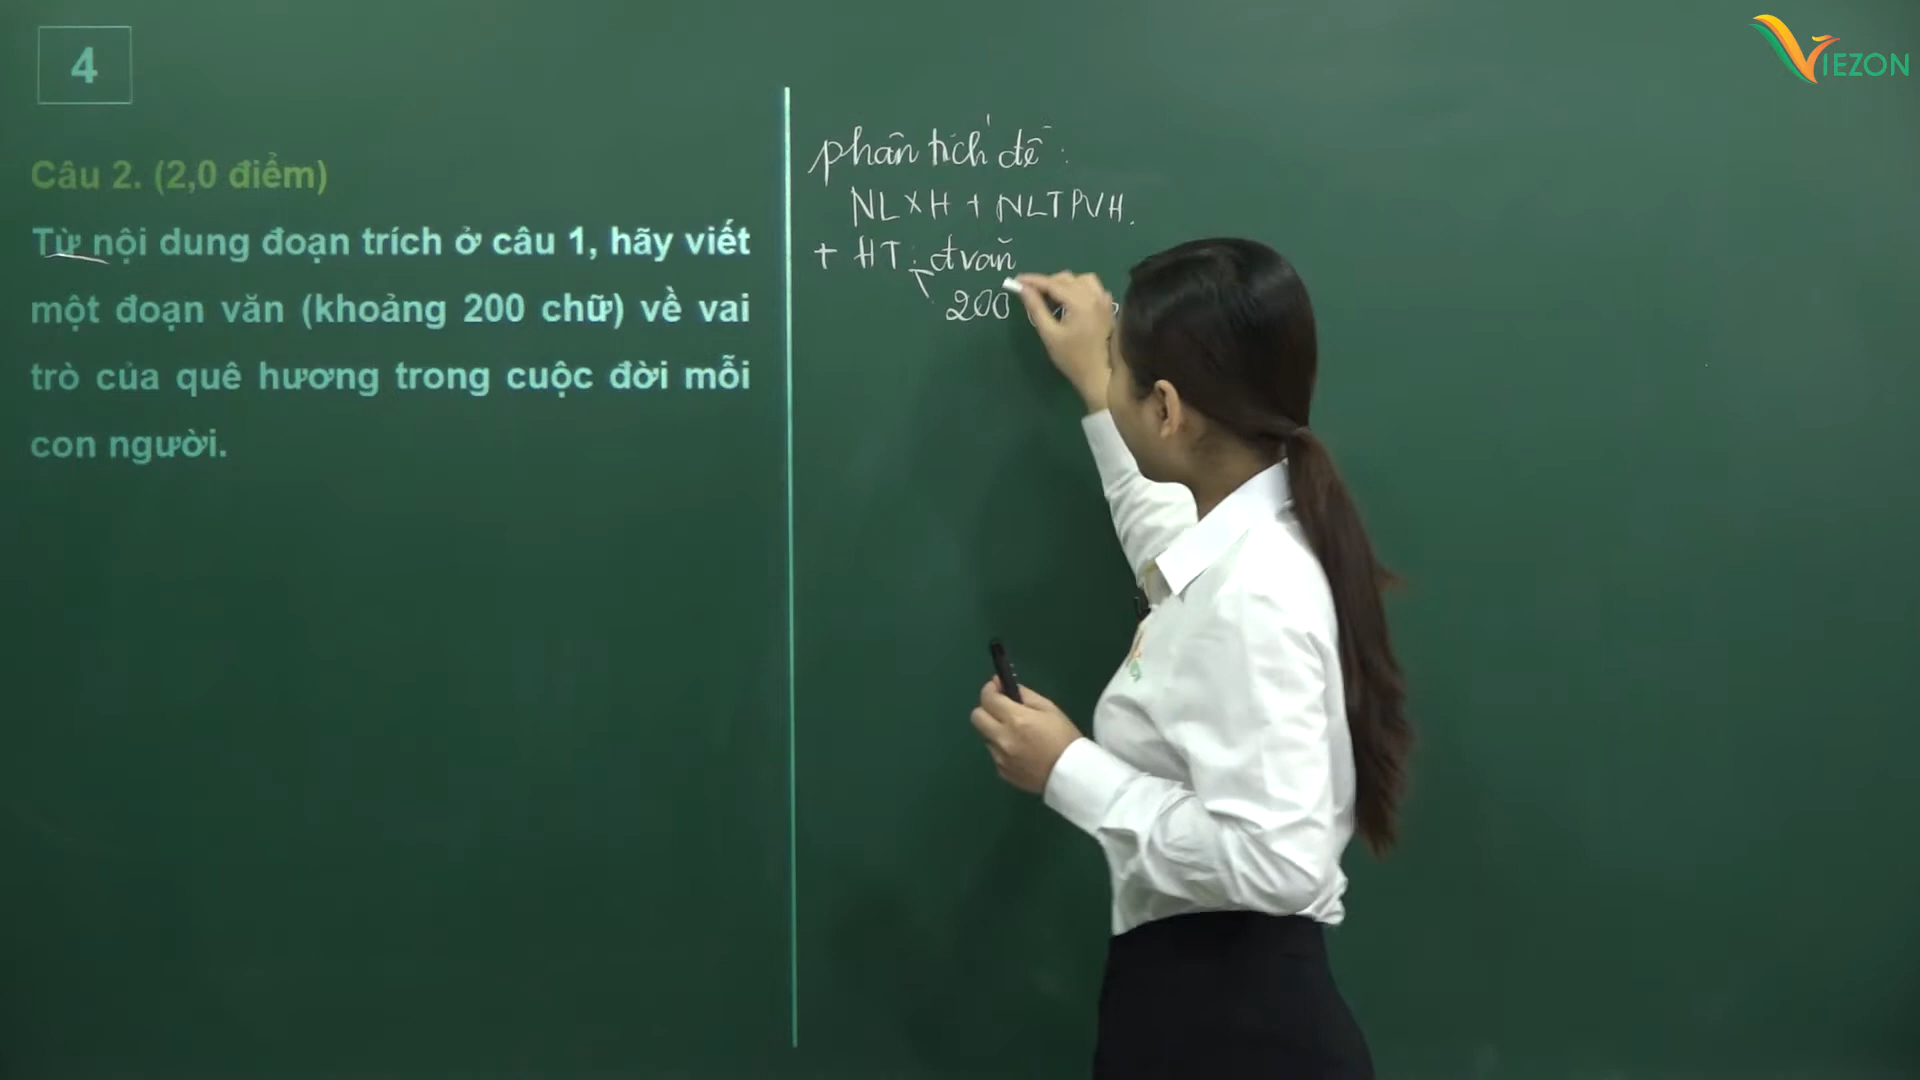 4
VIEZON
Câu 2. (2,0 điểm)
Từ nội dung đoạn trích ở câu 1, hãy viết
một đoạn văn (khoảng 200 chữ) về vai
trò của quê hương trong cuộc đời mỗi
con người.
phân tích đề:
NLXH + NLTPVH.
+ HT: đ văn
200